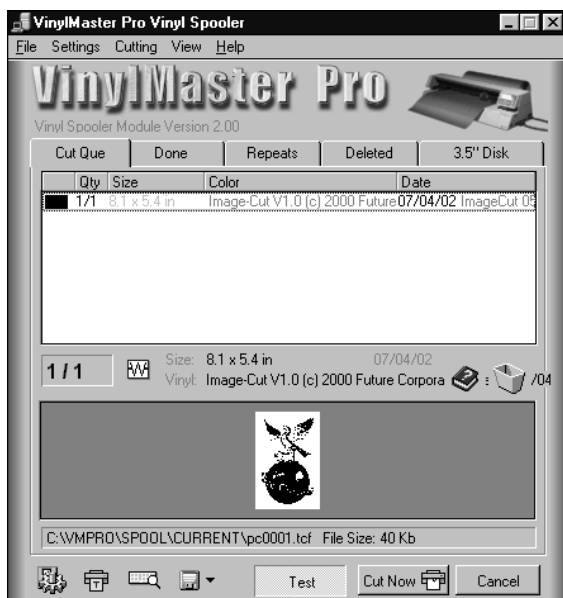 VinylMaster Pro Vinyl Spooler
File Settings Cutting View Help
VinylMaster Pro
Vinyl Spooler Module Version 2.00
Cut Que Done Repeats Deleted 3.5" Disk
Qty Size Color Date
1/1 8.1 x 5.4 in Image-Cut V1.0 (c) 2000 Future 07/04/02 ImageCut 05
1 / 1 Size: 8.1 x 5.4 in 07/04/02
Vinyl: Image-Cut V1.0 (c) 2000 Future Corpora : /04
C:\VMPRO\SPOOL\CURRENT\pc0001.tcf File Size: 40 Kb
Test Cut Now Cancel